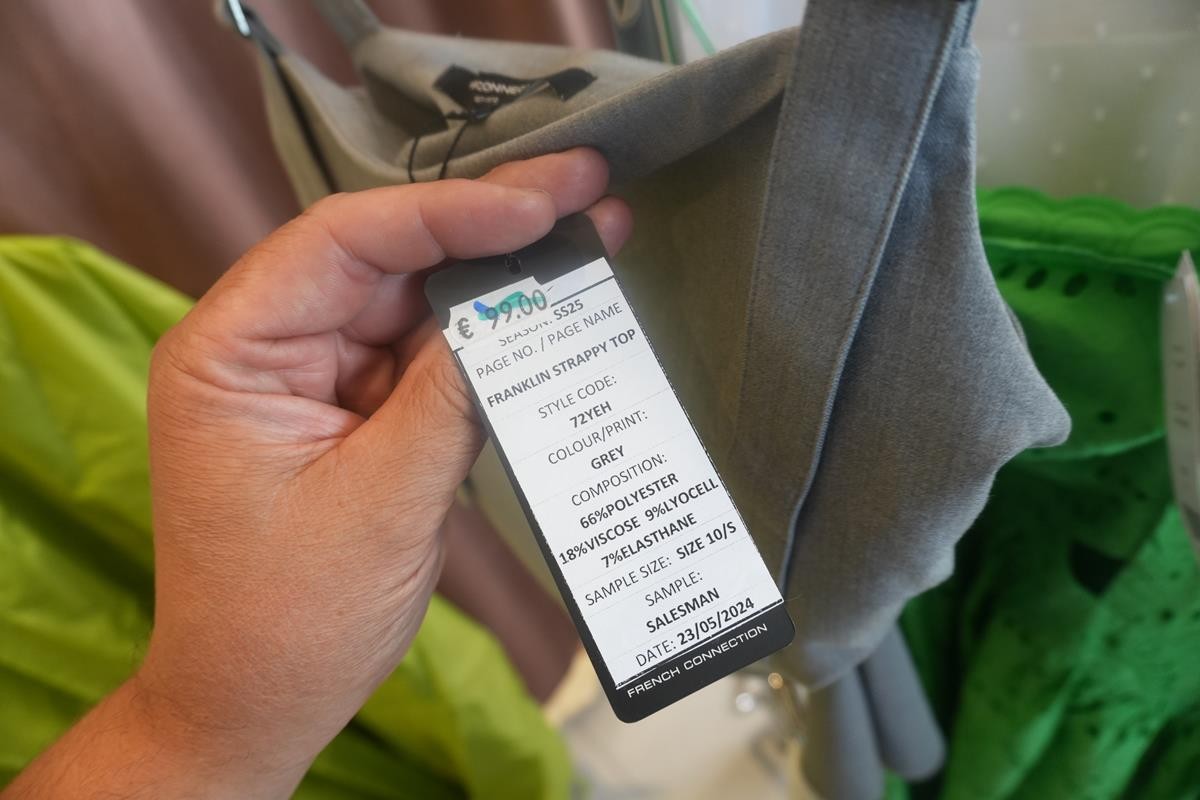 € 99.00
SEASON: SS25
PAGE NO. / PAGE NAME
FRANKLIN STRAPPY TOP
STYLE CODE:
72YEH
COLOUR/PRINT:
GREY
COMPOSITION:
66%POLYESTER
18%VISCOSE 9%LYOCELL
7%ELASTHANE
SAMPLE SIZE: SIZE 10/S
SAMPLE:
SALESMAN
DATE: 23/05/2024
FRENCH CONNECTION